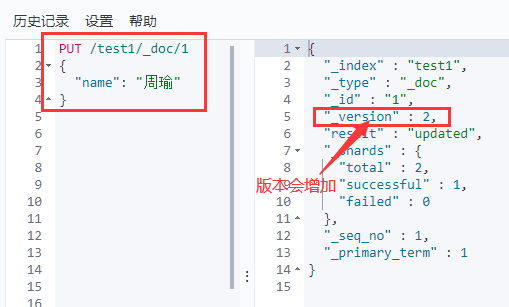 历史记录 设置 帮助
1 PUT /test1/_doc/1
2 {
3 "name": "周瑜"
4 }
5
6
7
8
9
10
11
12
13
14
15
16
1 {
2 "_index" : "test1",
3 "_type" : "_doc",
4 "_id" : "1",
5 "_version" : 2,
6 "result" : "updated",
7 "_shards" : {
8 "total" : 2,
9 "successful" : 1,
10 "failed" : 0
11 },
12 "_seq_no" : 1,
13 "_primary_term" : 1
14 }
15
版本会增加